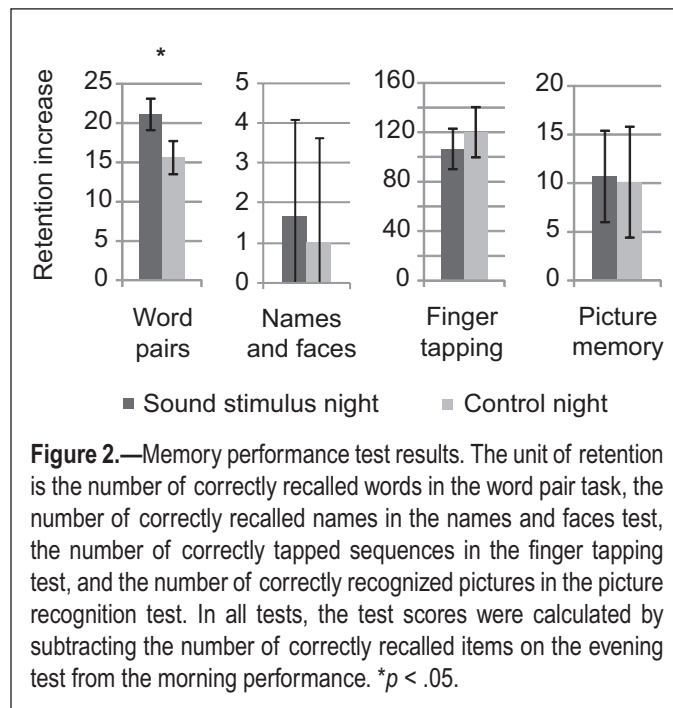 *
Retention increase
25
20
15
10
5
0
5
4
3
2
1
0
160
120
80
40
0
20
15
10
5
0
Word
pairs
Names
and faces
Finger
tapping
Picture
memory
Sound stimulus night
Control night
Figure 2.—Memory performance test results. The unit of retention
is the number of correctly recalled words in the word pair task, the
number of correctly recalled names in the names and faces test,
the number of correctly tapped sequences in the finger tapping
test, and the number of correctly recognized pictures in the picture
recognition test. In all tests, the test scores were calculated by
subtracting the number of correctly recalled items on the evening
test from the morning performance. *p < .05.